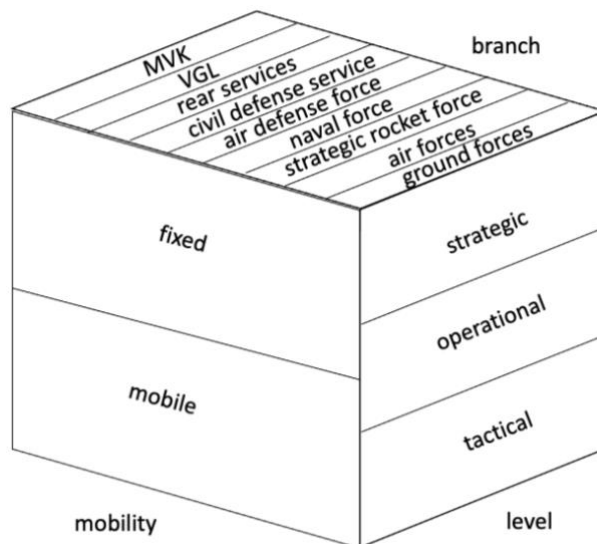 branch
MVK
VGL
rear services
civil defense service
air defense force
naval force
strategic rocket force
air forces
ground forces
fixed
mobile
strategic
operational
tactical
mobility
level